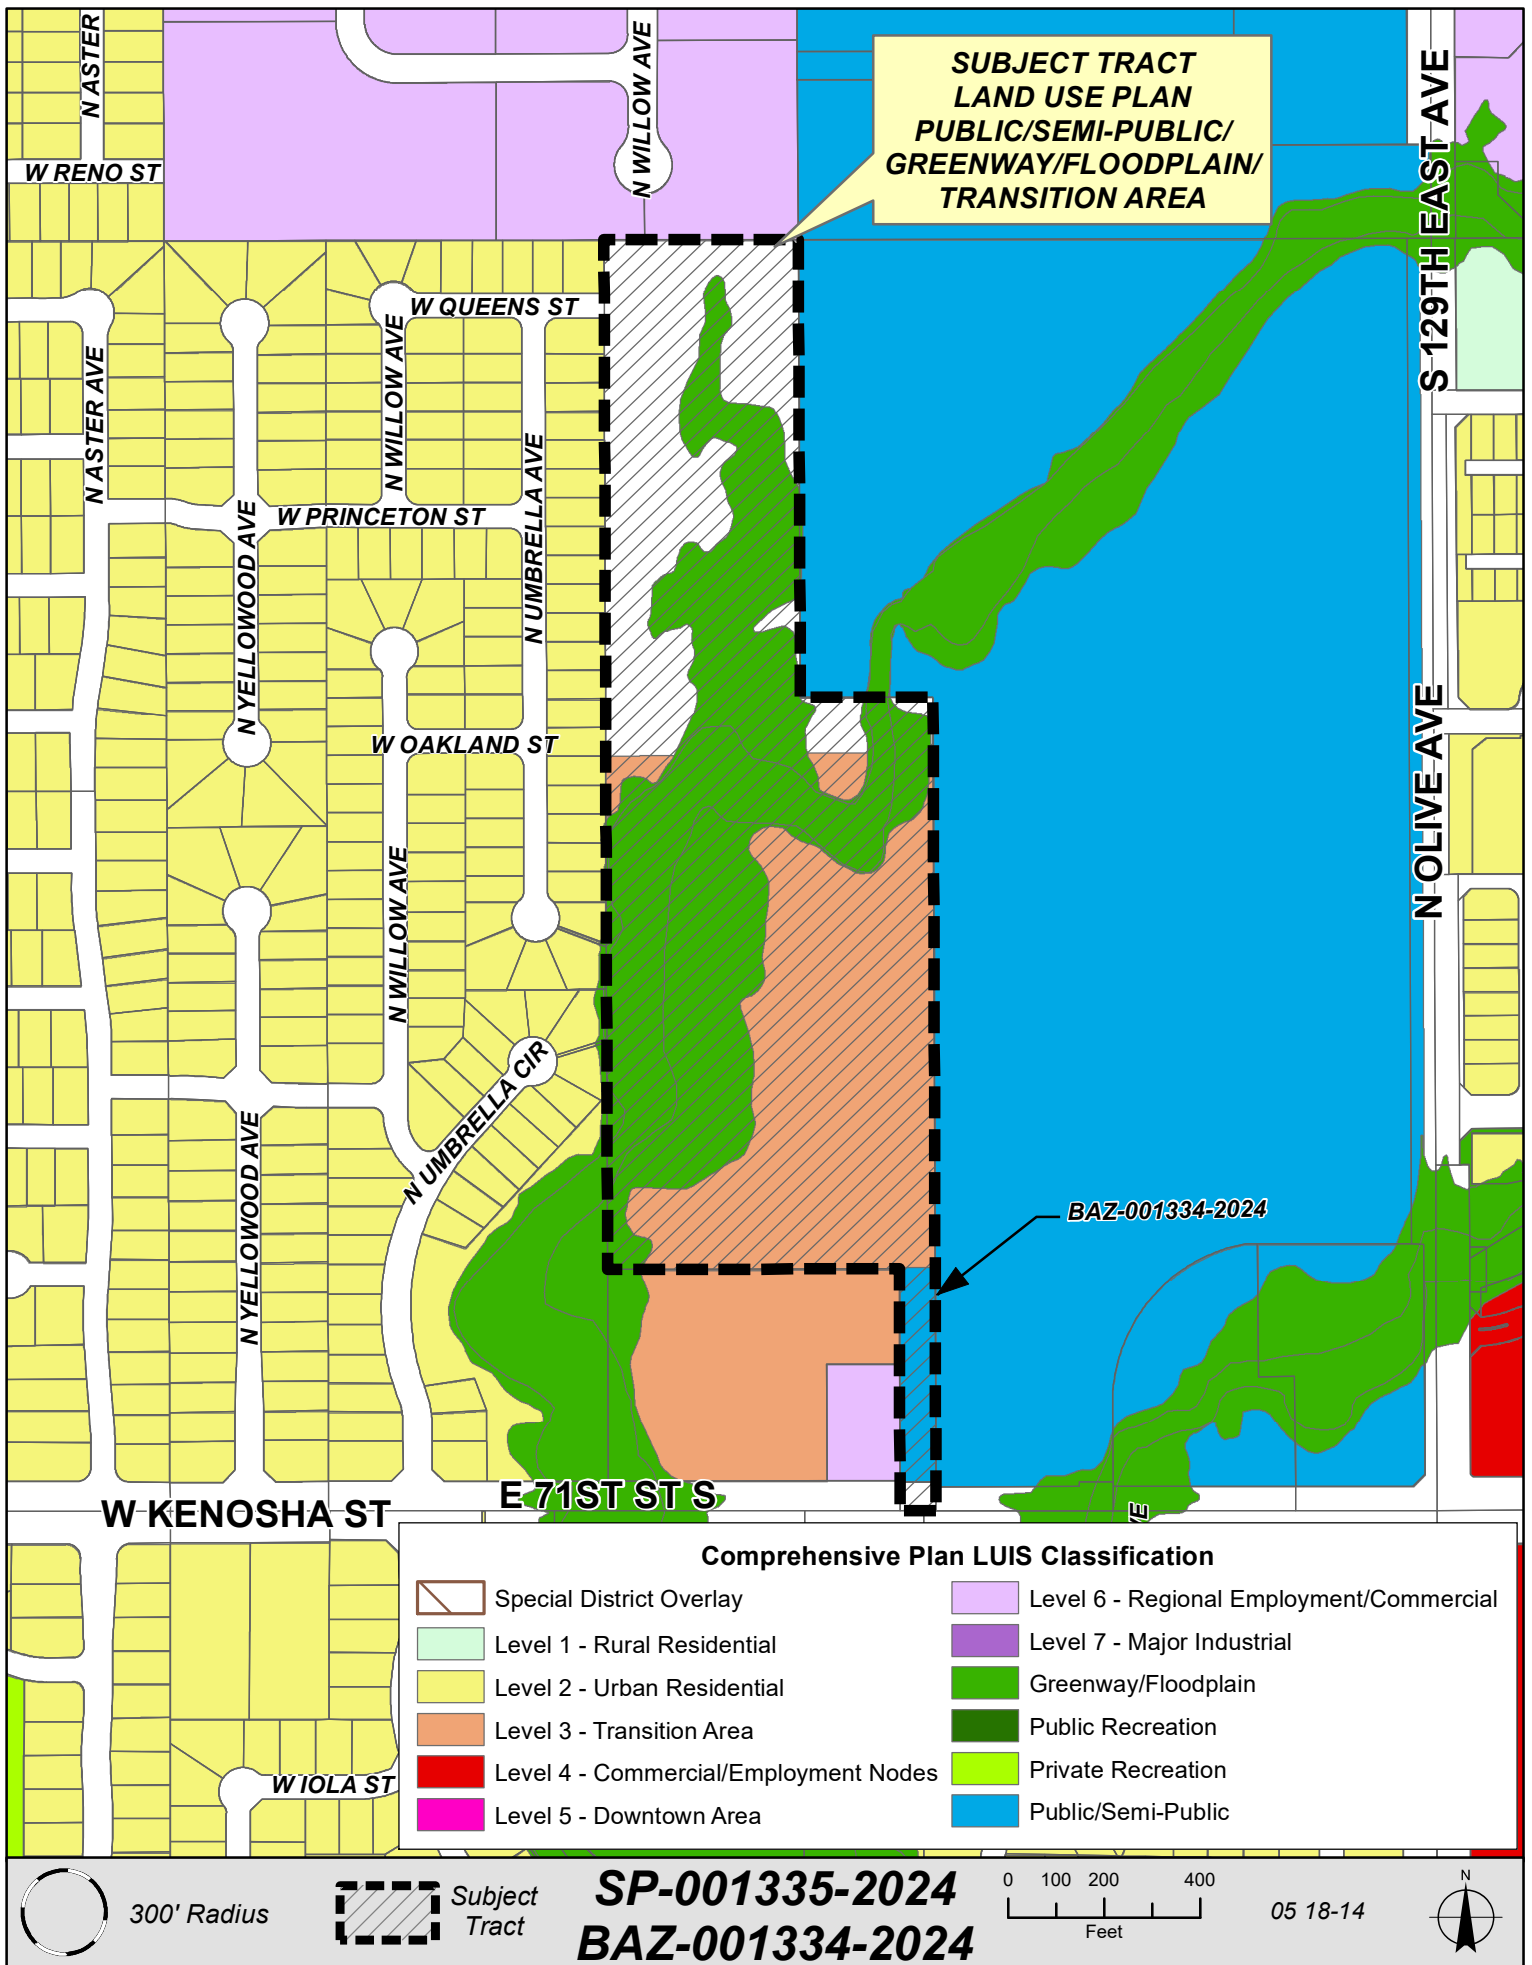 N ASTER
N WILLOW AVE
SUBJECT TRACT
LAND USE PLAN
PUBLIC/SEMI-PUBLIC/
GREENWAY/FLOODPLAIN/
TRANSITION AREA
S 129TH EAST AVE
W RENO ST
W QUEENS ST
N ASTER AVE
N WILLOW AVE
N UMBRELLA AVE
N YELLOWOOD AVE
W PRINCETON ST
W OAKLAND ST
N OLIVE AVE
N WILLOW AVE
N UMBRELLA CIR
N YELLOWOOD AVE
BAZ-001334-2024
E 71ST ST S
W KENOSHA ST
VE
W IOLA ST
Comprehensive Plan LUIS Classification
Special District Overlay
Level 1 - Rural Residential
Level 2 - Urban Residential
Level 3 - Transition Area
Level 4 - Commercial/Employment Nodes
Level 5 - Downtown Area
Level 6 - Regional Employment/Commercial
Level 7 - Major Industrial
Greenway/Floodplain
Public Recreation
Private Recreation
Public/Semi-Public
300' Radius
Subject
Tract
SP-001335-2024
BAZ-001334-2024
0 100 200 400
Feet
05 18-14
N